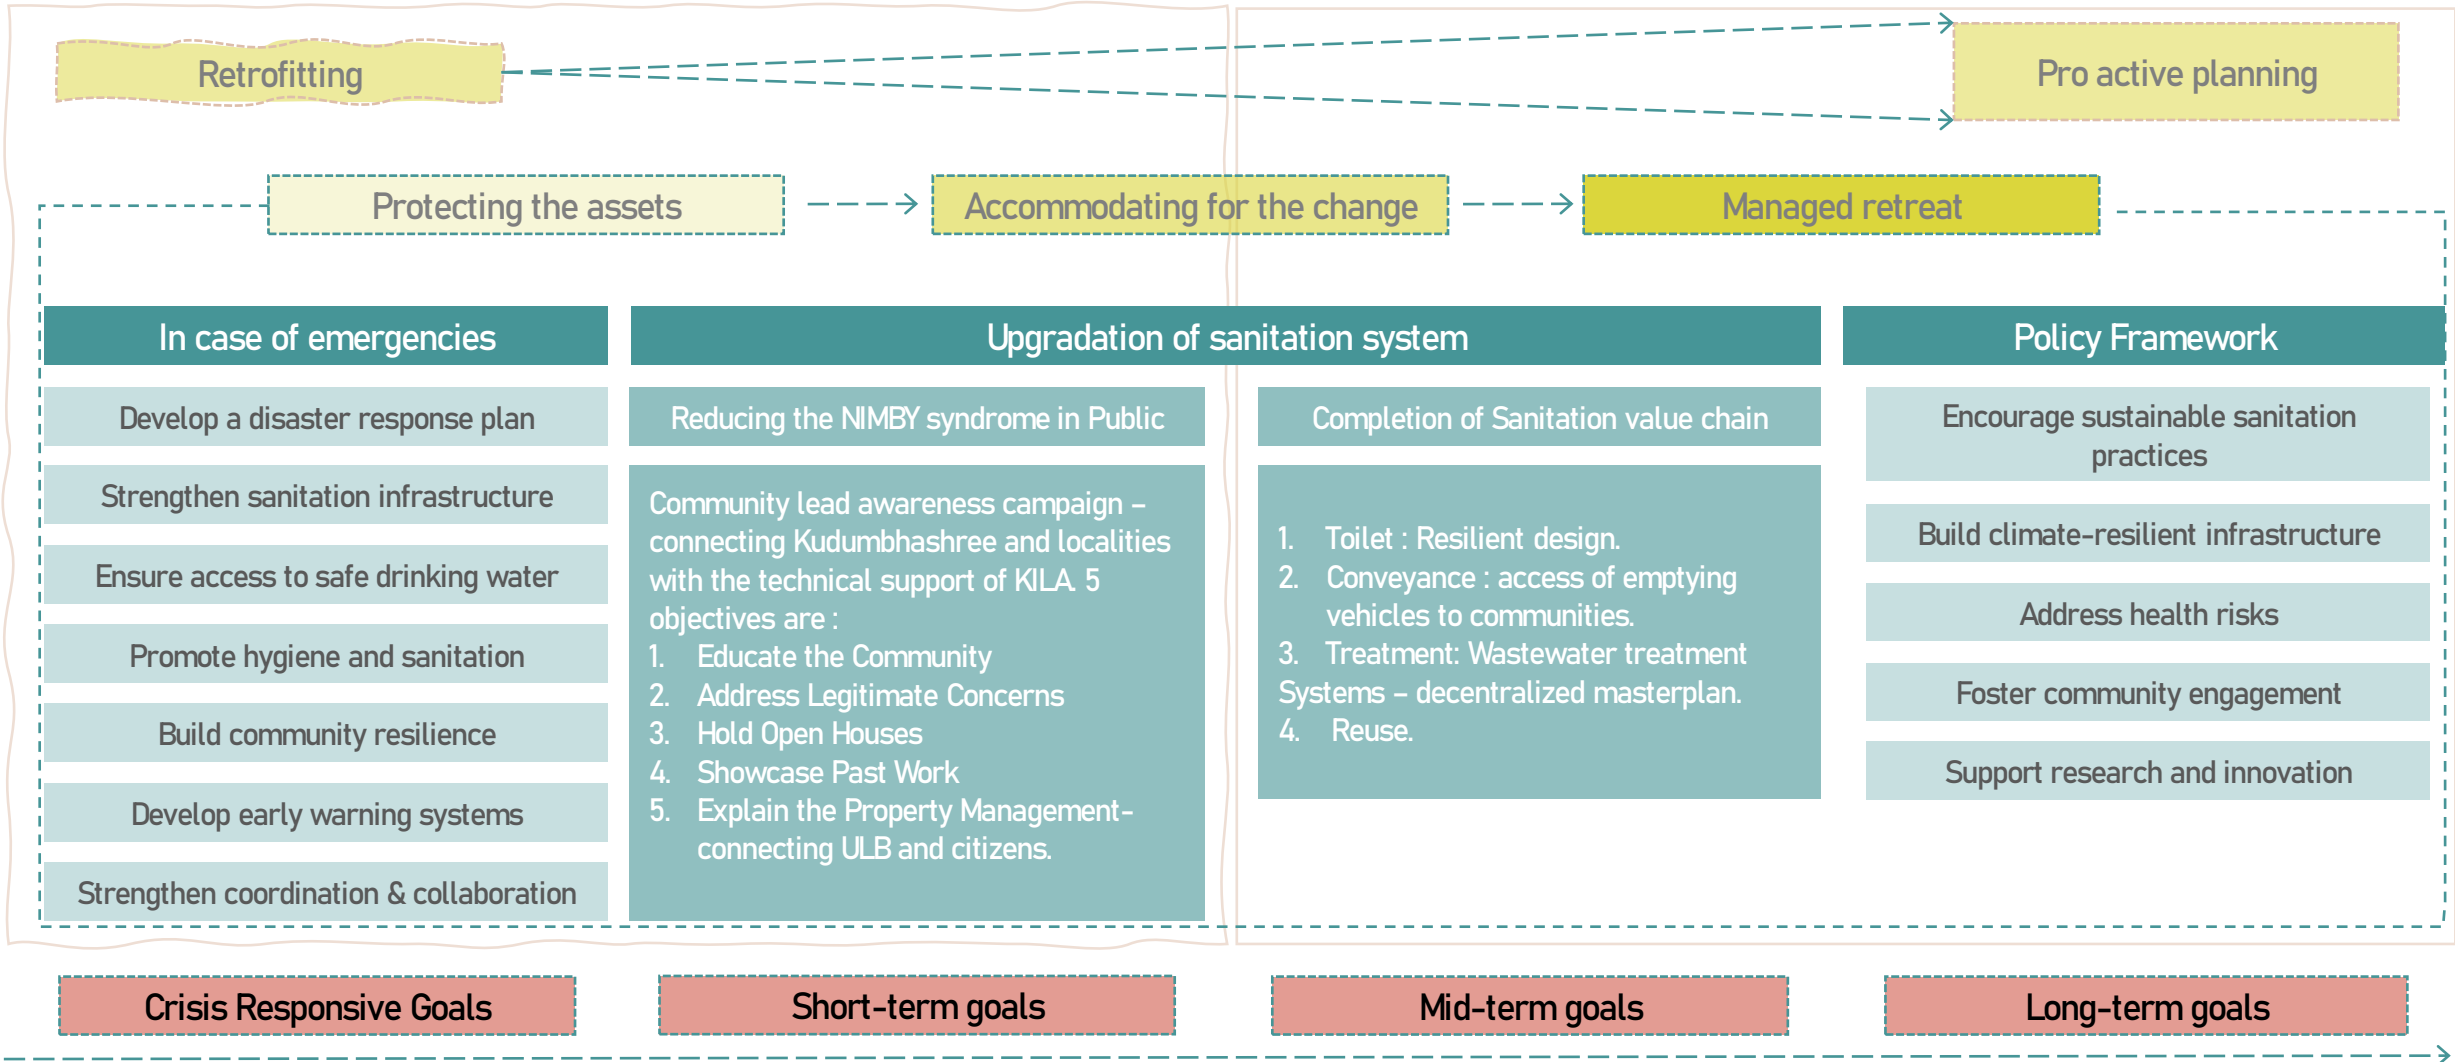 Retrofitting
Pro active planning
Protecting the assets
Accommodating for the change
Managed retreat
In case of emergencies
Upgradation of sanitation system
Policy Framework
Develop a disaster response plan
Strengthen sanitation infrastructure
Ensure access to safe drinking water
Promote hygiene and sanitation
Build community resilience
Develop early warning systems
Strengthen coordination & collaboration
Reducing the NIMBY syndrome in Public
Community lead awareness campaign –
connecting Kudumbhashree and localities
with the technical support of KILA. 5
objectives are :
1. Educate the Community
2. Address Legitimate Concerns
3. Hold Open Houses
4. Showcase Past Work
5. Explain the Property Management-
connecting ULB and citizens.
Completion of Sanitation value chain
1. Toilet : Resilient design.
2. Conveyance : access of emptying
vehicles to communities.
3. Treatment: Wastewater treatment
Systems – decentralized masterplan.
4. Reuse.
Encourage sustainable sanitation
practices
Build climate-resilient infrastructure
Address health risks
Foster community engagement
Support research and innovation
Crisis Responsive Goals
Short-term goals
Mid-term goals
Long-term goals